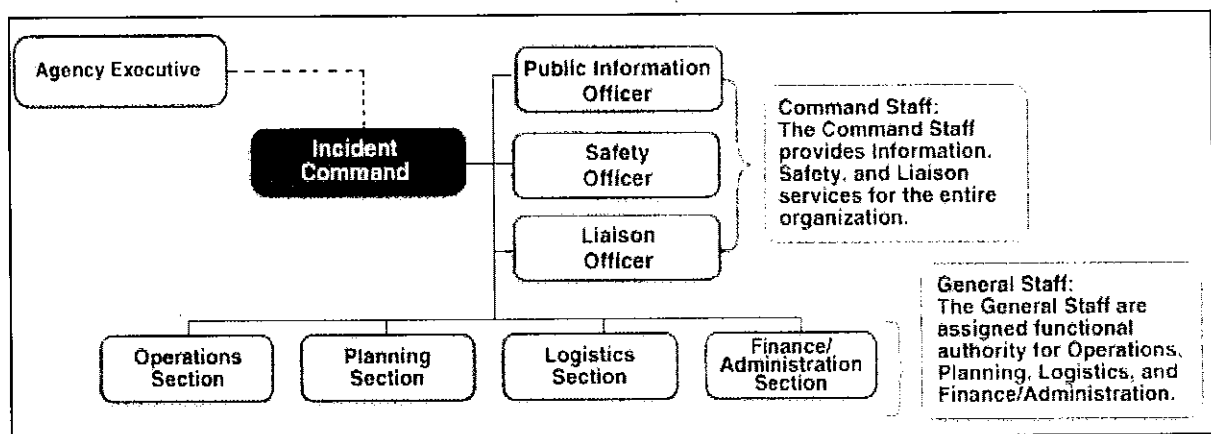 Agency Executive
Incident
Command
Public Information
Officer
Safety
Officer
Liaison
Officer
Command Staff:
The Command Staff
provides Information,
Safety, and Liaison
services for the entire
organization.
Operations
Section
Planning
Section
Logistics
Section
Finance/
Administration
Section
General Staff:
The General Staff are
assigned functional
authority for Operations,
Planning, Logistics, and
Finance/Administration.